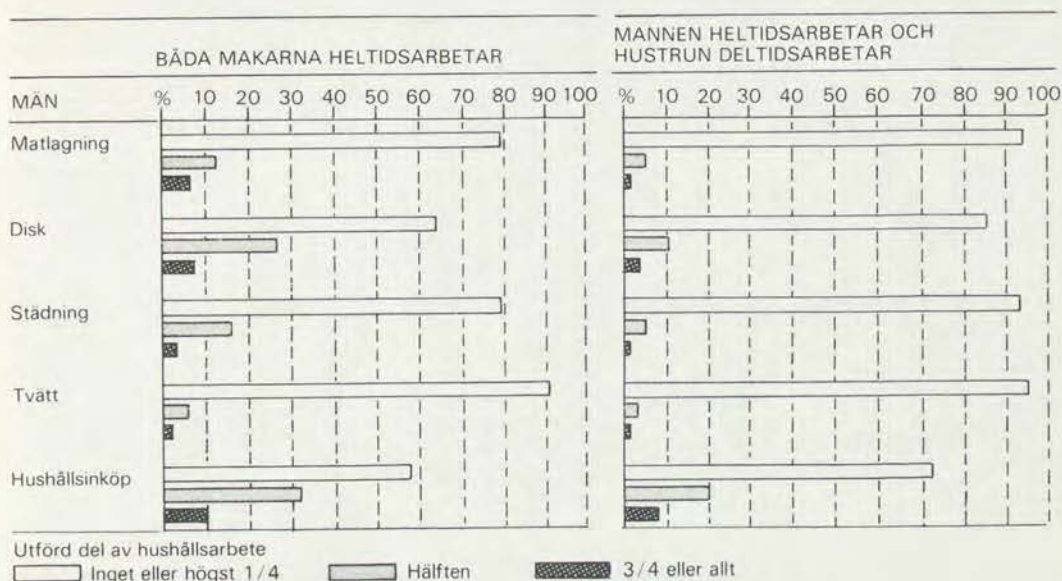 BÅDA MAKARNA HELTIDSARBETAR
MANNEN HELTIDSARBETAR OCH
HUSTRUN DELTIDSARBETAR
MÄN
% 10 20 30 40 50 60 70 80 90 100
% 10 20 30 40 50 60 70 80 90 100
Matlagning
Disk
Städning
Tvätt
Hushållsinköp
Utförd del av hushållsarbete
Inget eller högst 1/4 Hälften 3/4 eller allt